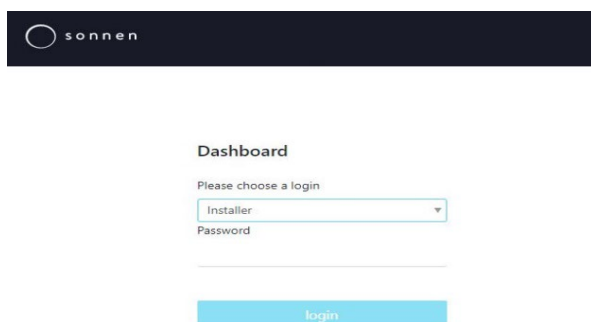 sonnen
Dashboard
Please choose a login
Installer
Password
login